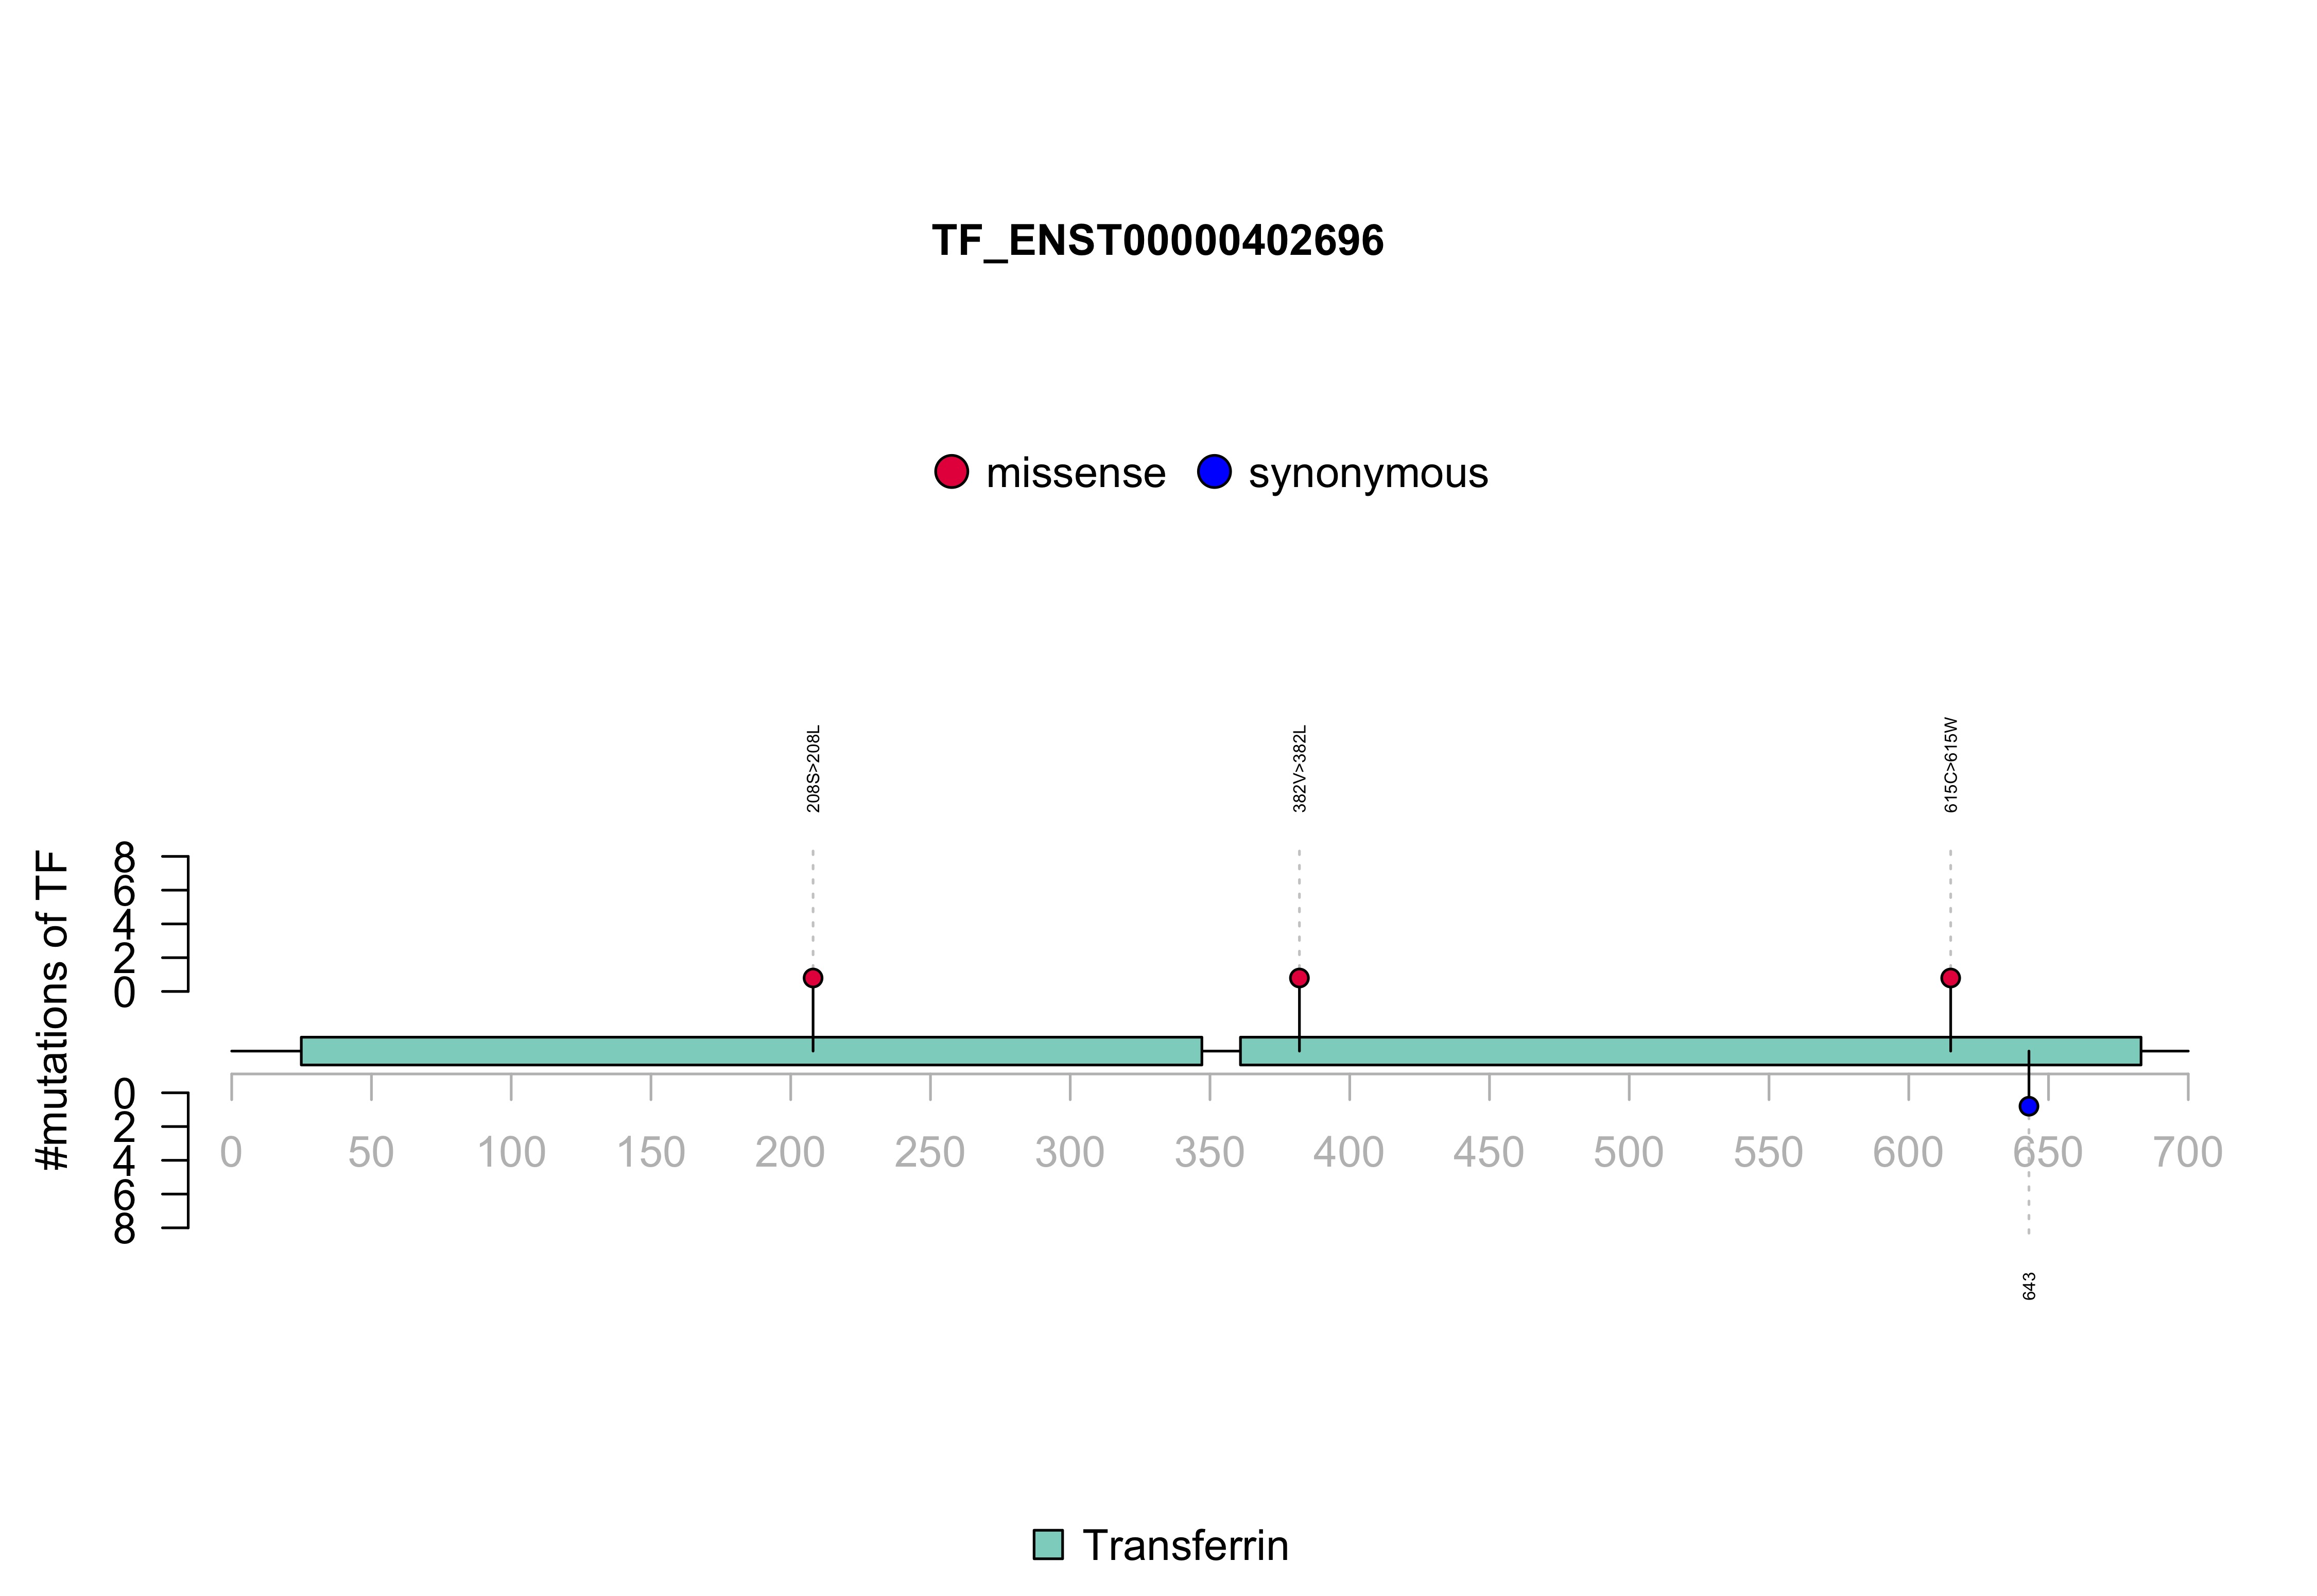 TF_ENST00000402696
missense synonymous
208S>208L
382V>382L
615C>615W
#mutations of TF
8
6
4
2
0
0
2
4
6
8
0 50 100 150 200 250 300 350 400 450 500 550 600 650 700
643
Transferrin